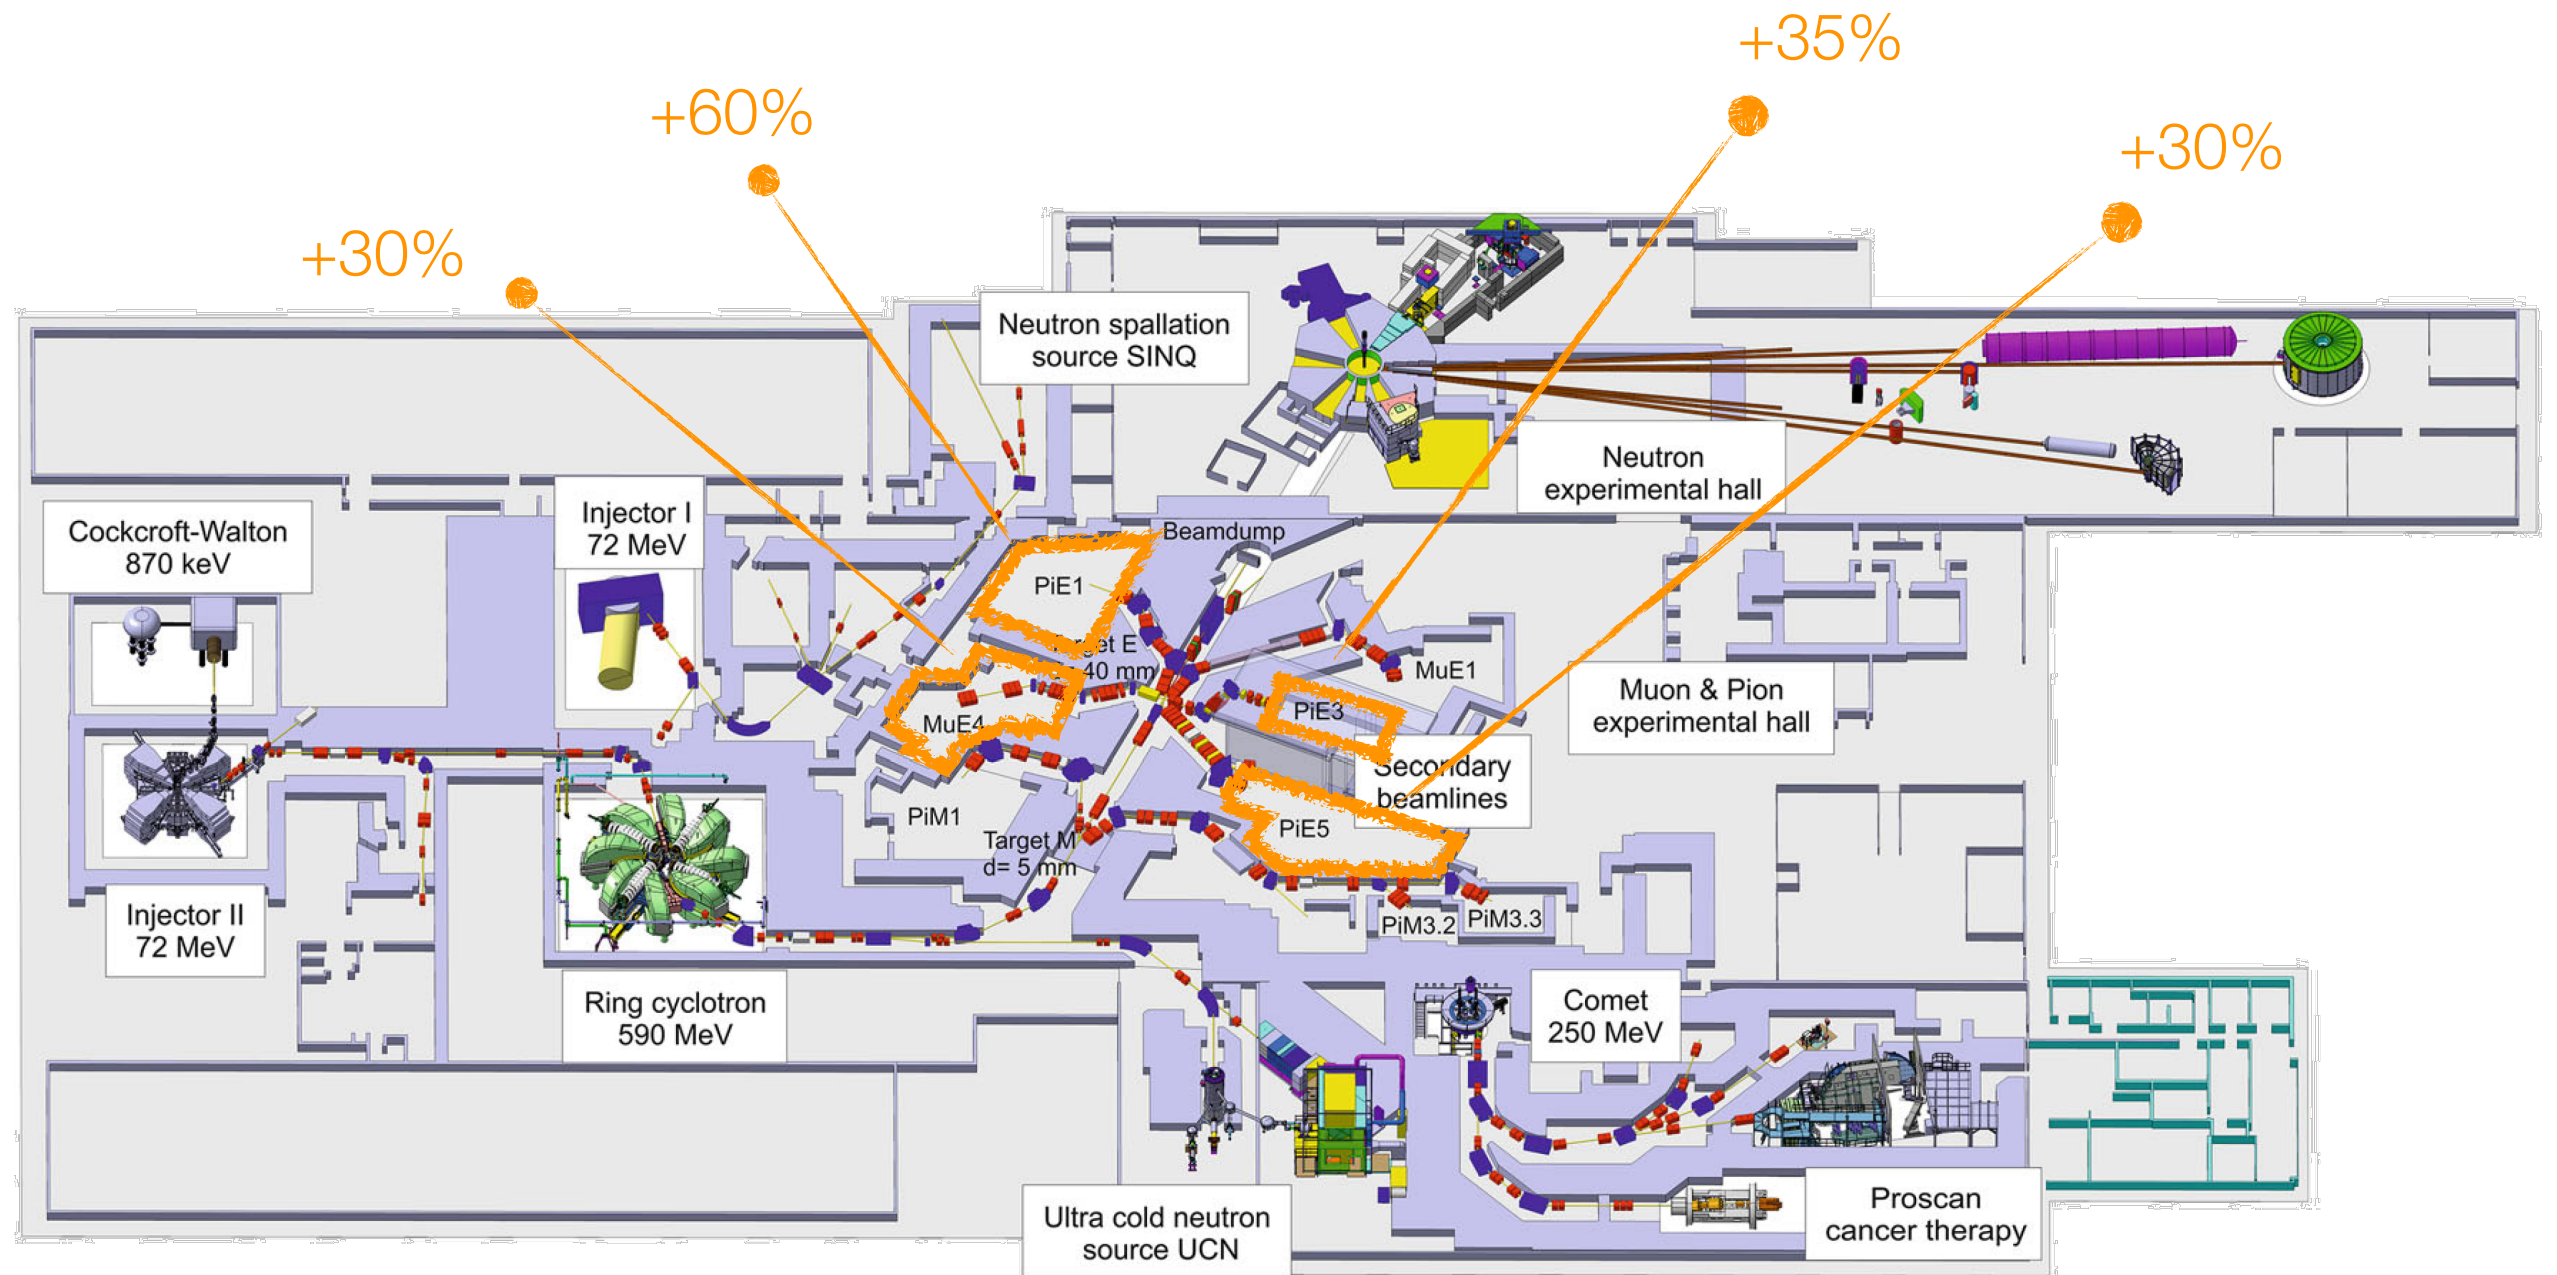 +35%
+60%
+30%
+30%
Neutron spallation
source SINQ
Neutron
experimental hall
Cockcroft-Walton
870 keV
Injector I
72 MeV
Beamdump
PiE1
get E
40 mm
MuE1
MuE4
PiE3
Muon & Pion
experimental hall
Secondary
beamlines
PiM1
PiE5
Target M
d= 5 mm
Injector II
72 MeV
PiM3.2
PiM3.3
Ring cyclotron
590 MeV
Comet
250 MeV
Ultra cold neutron
source UCN
Proscan
cancer therapy